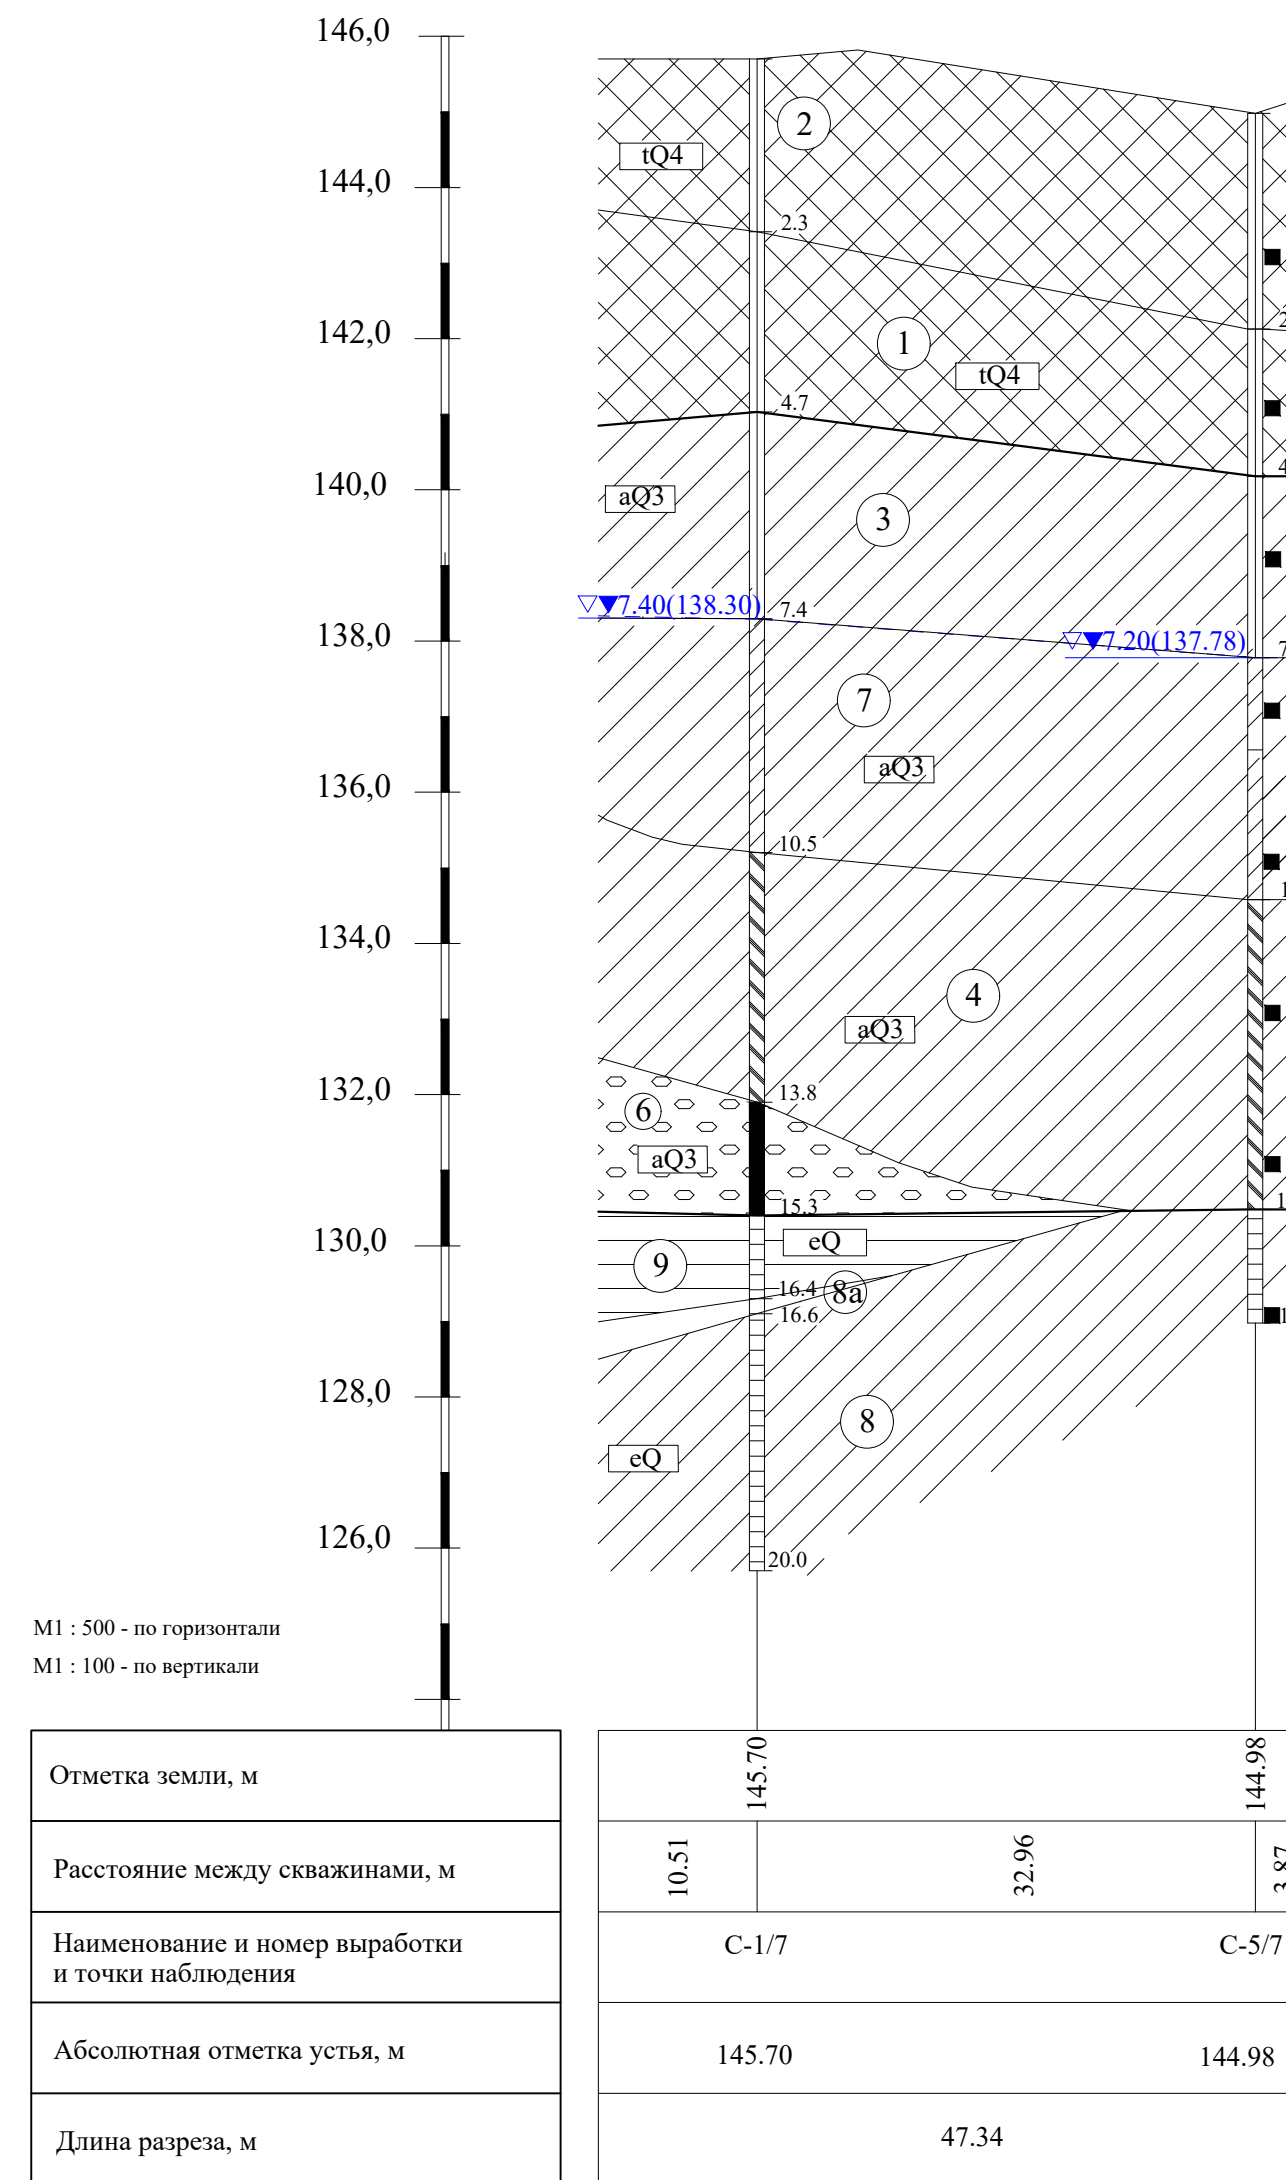 146,0
2
tQ4
144,0
2.3
142,0
1
tQ4
4.7
140,0
aQ3
3
7.40(138.30)
7.4
138,0
7.20(137.78)
7
136,0
aQ3
10.5
134,0
4
aQ3
132,0
13.8
6
aQ3
15.3
130,0
eQ
9
16.4
8а
16.6
128,0
8
eQ
126,0
20.0
М1 : 500 - по горизонтали
М1 : 100 - по вертикали
Отметка земли, м
145.70
144.98
Расстояние между скважинами, м
10.51
32.96
3.87
Наименование и номер выработки
и точки наблюдения
С-1/7
С-5/7
Абсолютная отметка устья, м
145.70
144.98
Длина разреза, м
47.34